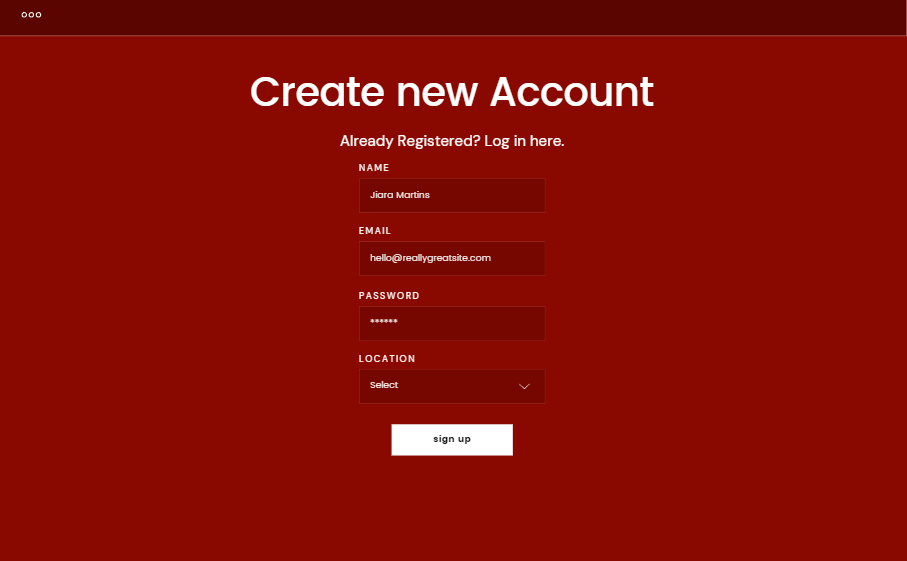 Create new Account
Already Registered? Log in here.
NAME
Jiara Martins
EMAIL
hello@reallygreatsite.com
PASSWORD
******
LOCATION
Select
sign up